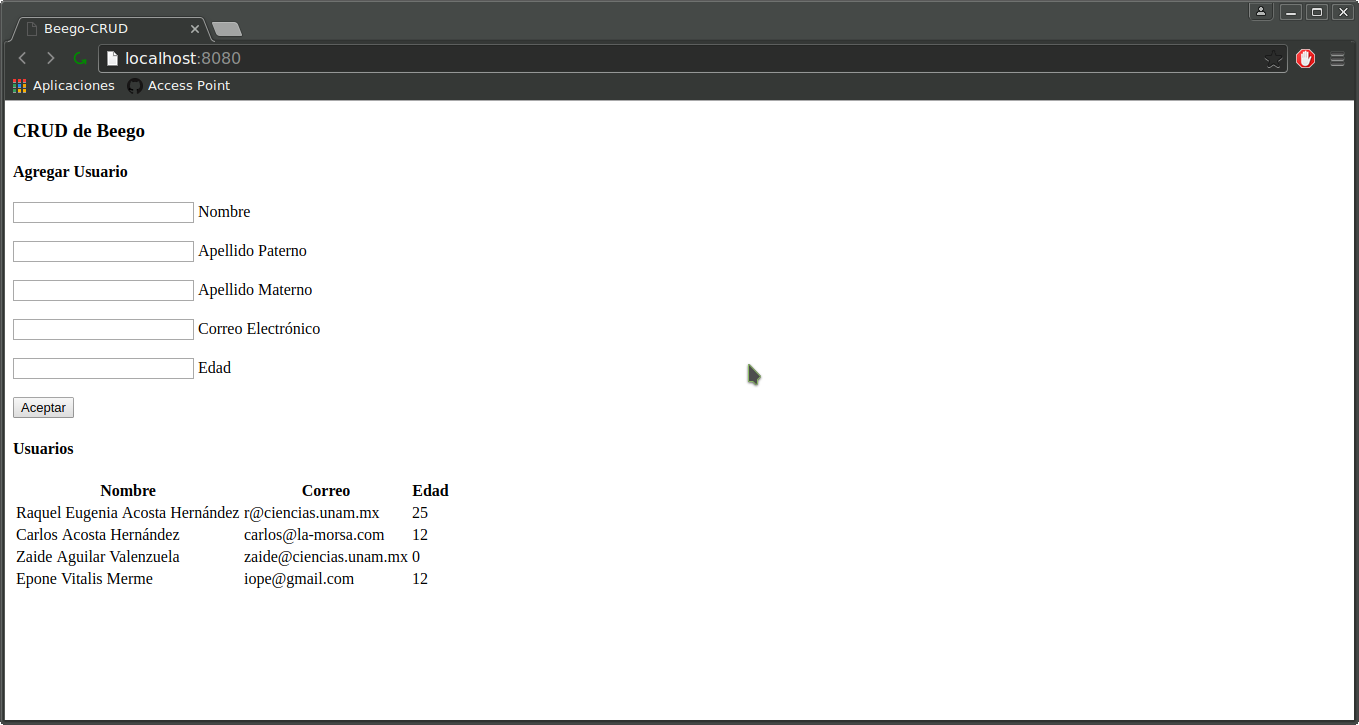 Beego-CRUD
localhost:8080
Aplicaciones Access Point
CRUD de Beego
Agregar Usuario
Nombre
Apellido Paterno
Apellido Materno
Correo Electrónico
Edad
Aceptar
Usuarios
Nombre Correo Edad
Raquel Eugenia Acosta Hernández r@ciencias.unam.mx 25
Carlos Acosta Hernández carlos@la-morsa.com 12
Zaide Aguilar Valenzuela zaide@ciencias.unam.mx 0
Epone Vitalis Merme iope@gmail.com 12